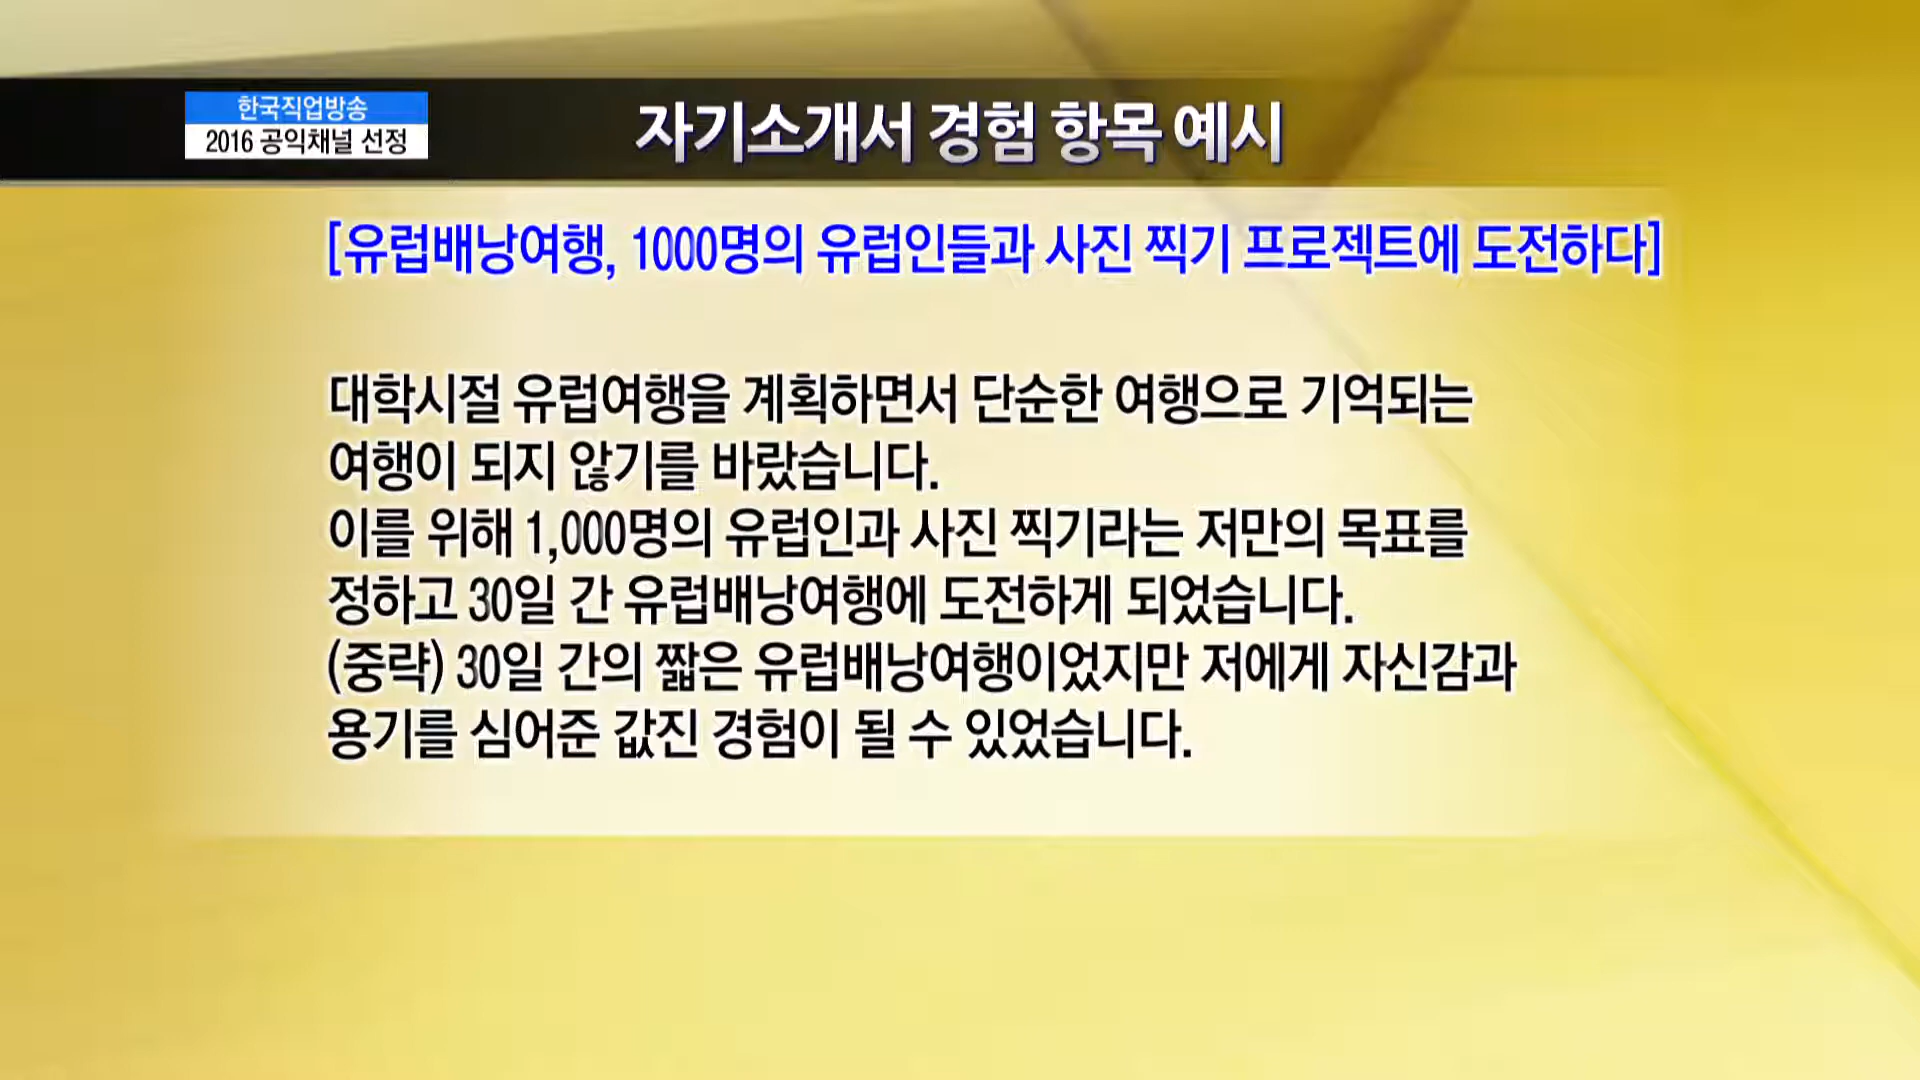 한국직업방송
2016 공익채널 선정
자기소개서 경험 항목 예시
[유럽배낭여행, 1000명의 유럽인들과 사진 찍기 프로젝트에 도전하다]
대학시절 유럽여행을 계획하면서 단순한 여행으로 기억되는
여행이 되지 않기를 바랐습니다.
이를 위해 1,000명의 유럽인과 사진 찍기라는 저만의 목표를
정하고 30일 간 유럽배낭여행에 도전하게 되었습니다.
(중략) 30일 간의 짧은 유럽배낭여행이었지만 저에게 자신감과
용기를 심어준 값진 경험이 될 수 있었습니다.